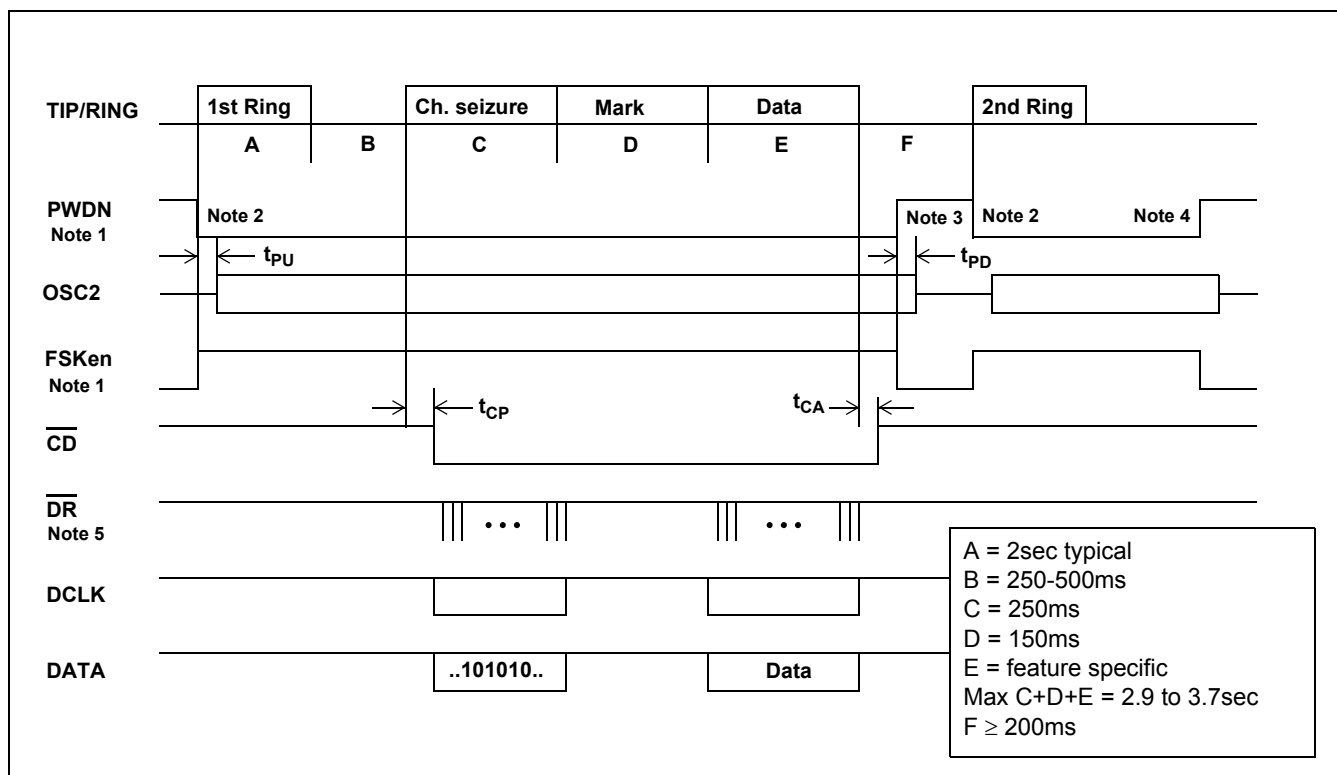 TIP/RING 1st Ring Ch. seizure Mark Data 2nd Ring
A B C D E F
PWDN Note 2 Note 3 Note 2 Note 4
Note 1
tPU tPD
OSC2
FSKen
Note 1
tCP tCA
CD
DR
Note 5
DCLK
DATA ..101010.. Data
A = 2sec typical
B = 250-500ms
C = 250ms
D = 150ms
E = feature specific
Max C+D+E = 2.9 to 3.7sec
F ≥ 200ms